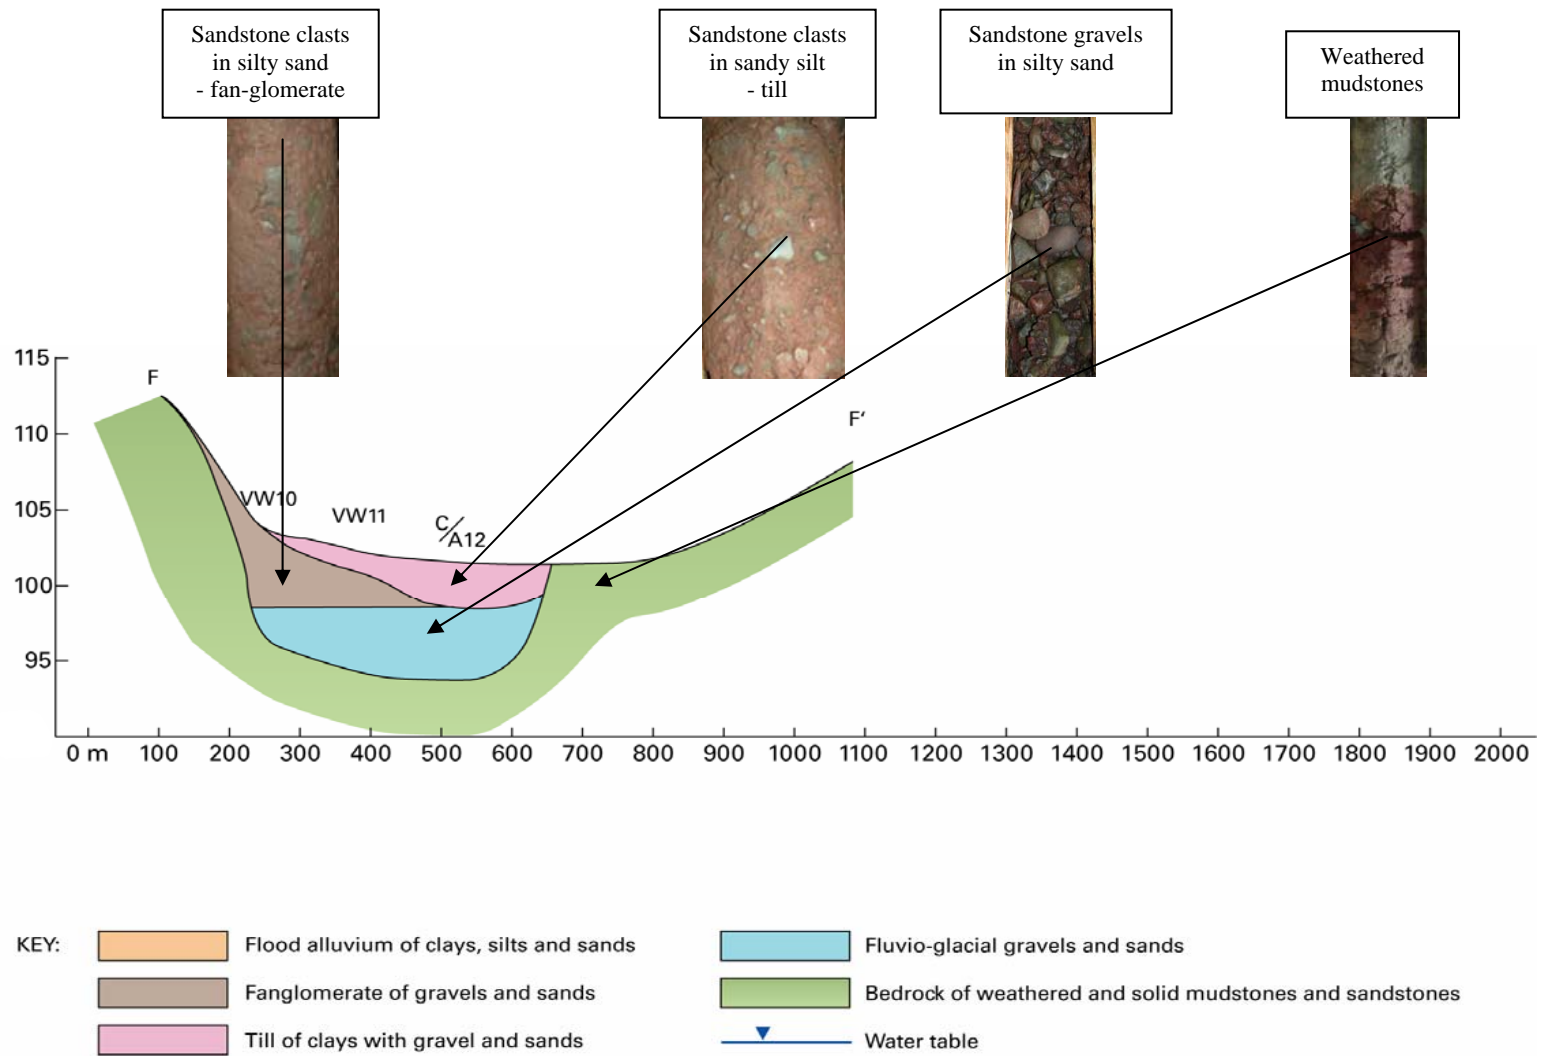 Sandstone clasts
in silty sand
- fan-glomerate
Sandstone clasts
in sandy silt
- till
Sandstone gravels
in silty sand
Weathered
mudstones
115
110
105
100
95
F
F'
VW10
VW11
C/A12
0 m 100 200 300 400 500 600 700 800 900 1000 1100 1200 1300 1400 1500 1600 1700 1800 1900 2000
KEY:
Flood alluvium of clays, silts and sands
Fanglomerate of gravels and sands
Till of clays with gravel and sands
Fluvio-glacial gravels and sands
Bedrock of weathered and solid mudstones and sandstones
Water table